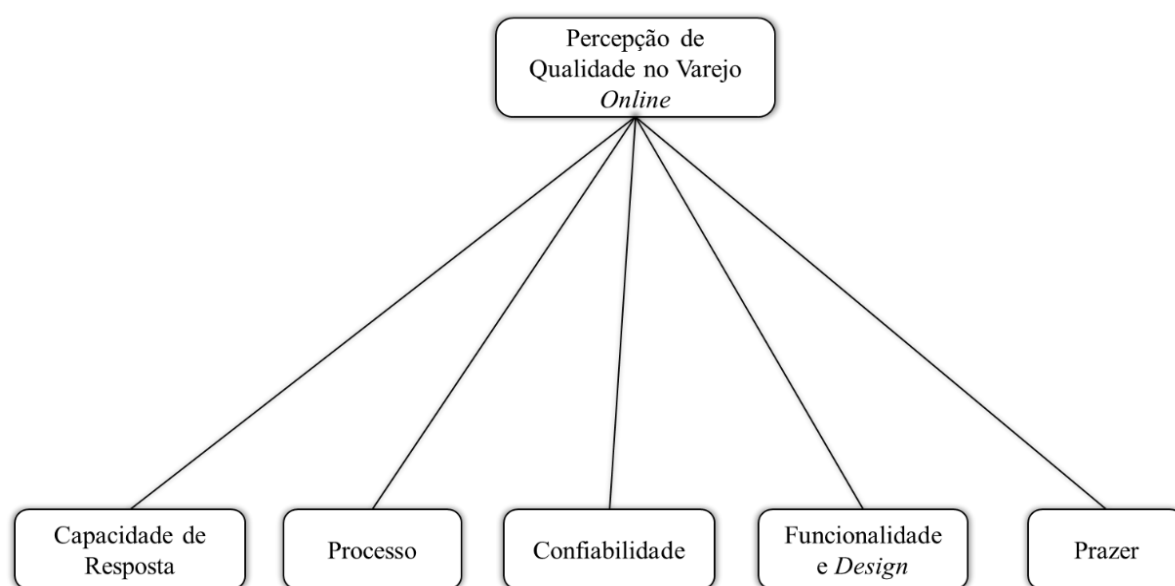 Percepção de
Qualidade no Varejo
Online
Capacidade de
Resposta
Processo
Confiabilidade
Funcionalidade
e Design
Prazer